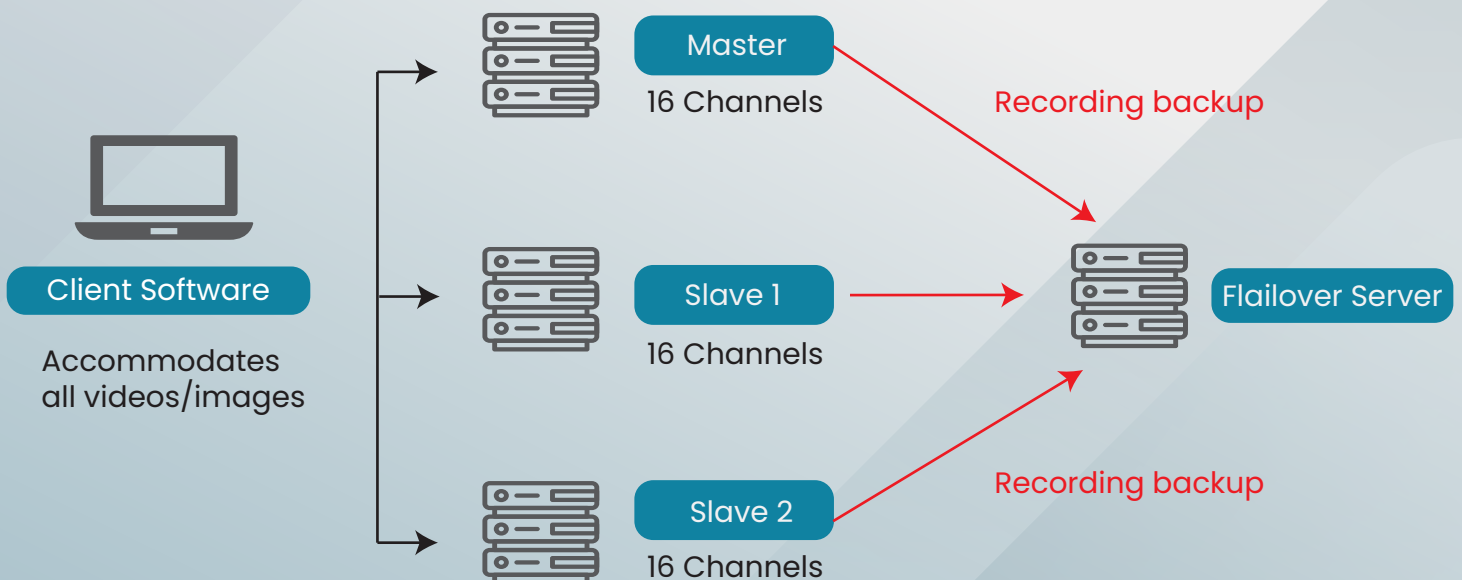 Master
16 Channels
Recording backup
Client Software
Accommodates
all videos/images
Slave 1
16 Channels
Flailover Server
Recording backup
Slave 2
16 Channels